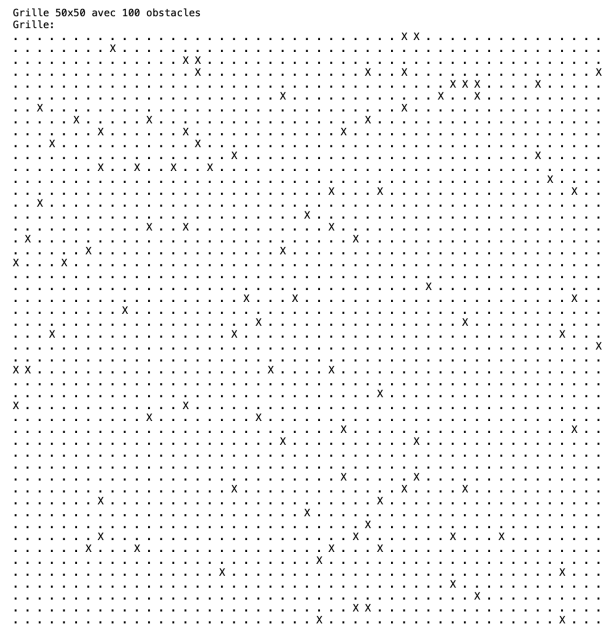 Grille 50x50 avec 100 obstacles
Grille:
. . . . . . . . . . . . . . . . . . . . . . . . . . . . . . . . X X . . . . . . . . . . . . . . .
. . . . . . . . X . . . . . . . . . . . . . . . . . . . . . . . . . . . . . . . . . . . . . . . .
. . . . . . . . . . . . . . X X . . . . . . . . . . . . . . . . . . . . . . . . . . . . . . . . .
. . . . . . . . . . . . . . . X . . . . . . . . . . . . . X . . X . . . . . . . . . . . . . . . X
. . . . . . . . . . . . . . . . . . . . . . . . . . . . . . . . . . . . X X X . . . . X . . . . .
. . . . . . . . . . . . . . . . . . . . . . X . . . . . . . . . . . . X . . X . . . . . . . . . .
. . X . . . . . . . . . . . . . . . . . . . . . . . . . . . . . X . . . . . . . . . . . . . . . .
. . . . . X . . . . . X . . . . . . . . . . . . . . . . . X . . . . . . . . . . . . . . . . . . .
. . . . . . . X . . . . . . X . . . . . . . . . . . . X . . . . . . . . . . . . . . . . . . . . .
. . . X . . . . . . . . . . . X . . . . . . . . . . . . . . . . . . . . . . . . . . . . . . . . .
. . . . . . . . . . . . . . . . . . X . . . . . . . . . . . . . . . . . . . . . . . . X . . . . .
. . . . . . . X . . X . . X . . X . . . . . . . . . . . . . . . . . . . . . . . . . . . . . . . .
. . . . . . . . . . . . . . . . . . . . . . . . . . . . . . . . . . . . . . . . . . . . X . . . .
. . . . . . . . . . . . . . . . . . . . . . . . . . X . . . X . . . . . . . . . . . . . . . X . .
. . X . . . . . . . . . . . . . . . . . . . . . . . . . . . . . . . . . . . . . . . . . . . . . .
. . . . . . . . . . . . . . . . . . . . . . . . X . . . . . . . . . . . . . . . . . . . . . . . .
. . . . . . . . . . . X . . X . . . . . . . . . . . X . . . . . . . . . . . . . . . . . . . . . .
. X . . . . . . . . . . . . . . . . . . . . . . . . . . X . . . . . . . . . . . . . . . . . . . .
. . . . . . X . . . . . . . . . . . . . . . X . . . . . . . . . . . . . . . . . . . . . . . . . .
X . . . X . . . . . . . . . . . . . . . . . . . . . . . . . . . . . . . . . . . . . . . . . . . .
. . . . . . . . . . . . . . . . . . . . . . . . . . . . . . . . . . . . . . . . . . . . . . . . .
. . . . . . . . . . . . . . . . . . . . . . . . . . . . . . . . . . X . . . . . . . . . . . . . .
. . . . . . . . . . . . . . . . . . . X . . . X . . . . . . . . . . . . . . . . . . . . . . X . .
. . . . . . . . . X . . . . . . . . . . . . . . . . . . . . . . . . . . . . . . . . . . . . . . .
. . . . . . . . . . . . . . . . . . . . X . . . . . . . . . . . . . . . . X . . . . . . . . . . .
. . . X . . . . . . . . . . . . . . X . . . . . . . . . . . . . . . . . . . . . . . . . . X . . .
. . . . . . . . . . . . . . . . . . . . . . . . . . . . . . . . . . . . . . . . . . . . . . . . X
. . . . . . . . . . . . . . . . . . . . . . . . . . . . . . . . . . . . . . . . . . . . . . . . .
X X . . . . . . . . . . . . . . . . . . . X . . . . X . . . . . . . . . . . . . . . . . . . . . .
. . . . . . . . . . . . . . . . . . . . . . . . . . . . . . . . . . . . . . . . . . . . . . . . .
. . . . . . . . . . . . . . . . . . . . . . . . . . . . . . X . . . . . . . . . . . . . . . . . .
X . . . . . . . . . . . . . X . . . . . . . . . . . . . . . . . . . . . . . . . . . . . . . . . .
. . . . . . . . . . . X . . . . . . . . X . . . . . . . . . . . . . . . . . . . . . . . . . . . .
. . . . . . . . . . . . . . . . . . . . . . . . . . . X . . . . . . . . . . . . . . . . . . X . .
. . . . . . . . . . . . . . . . . . . . . . X . . . . . . . . . . X . . . . . . . . . . . . . . .
. . . . . . . . . . . . . . . . . . . . . . . . . . . . . . . . . . . . . . . . . . . . . . . . .
. . . . . . . . . . . . . . . . . . . . . . . . . . . . . . . . . . . . . . . . . . . . . . . . .
. . . . . . . . . . . . . . . . . . . . . . . . . . . X . . . . . X . . . . . . . . . . . . . . .
. . . . . . . . . . . . . . . . . . X . . . . . . . . . . . . . X . . . . X . . . . . . . . . . .
. . . . . . . X . . . . . . . . . . . . . . . . . . . . . . X . . . . . . . . . . . . . . . . . .
. . . . . . . . . . . . . . . . . . . . . . . . X . . . . . . . . . . . . . . . . . . . . . . . .
. . . . . . . . . . . . . . . . . . . . . . . . . . . . . X . . . . . . . . . . . . . . . . . . .
. . . . . . . X . . . . . . . . . . . . . . . . . . . . X . . . . . . . X . . . X . . . . . . . .
. . . . . . X . . . X . . . . . . . . . . . . . . . X . . . X . . . . . . . . . . . . . . . . . .
. . . . . . . . . . . . . . . . . . . . . . . . . X . . . . . . . . . . . . . . . . . . . . . . .
. . . . . . . . . . . . . . . . . X . . . . . . . . . . . . . . . . . . . . . . . . . . . X . . .
. . . . . . . . . . . . . . . . . . . . . . . . . . . . . . . . . . . . X . . . . . . . . . . . .
. . . . . . . . . . . . . . . . . . . . . . . . . . . . . . . . . . . . . . X . . . . . . . . . .
. . . . . . . . . . . . . . . . . . . . . . . . . . . . X X . . . . . . . . . . . . . . . . . . .
. . . . . . . . . . . . . . . . . . . . . . . . . X . . . . . . . . . . . . . . . . . . . X . . .